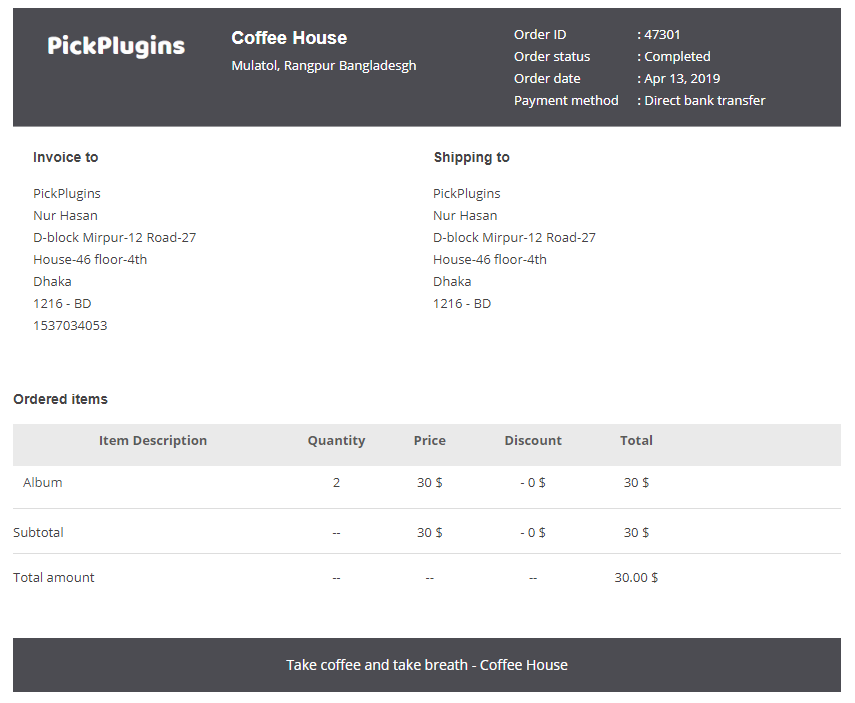 PickPlugins
Coffee House
Mulatol, Rangpur Bangladesgh
Order ID : 47301
Order status : Completed
Order date : Apr 13, 2019
Payment method : Direct bank transfer
Invoice to
PickPlugins
Nur Hasan
D-block Mirpur-12 Road-27
House-46 floor-4th
Dhaka
1216 - BD
1537034053
Shipping to
PickPlugins
Nur Hasan
D-block Mirpur-12 Road-27
House-46 floor-4th
Dhaka
1216 - BD
Ordered items
Item Description Quantity Price Discount Total
Album 2 30 $ - 0 $ 30 $
Subtotal -- 30 $ - 0 $ 30 $
Total amount -- -- -- 30.00 $
Take coffee and take breath - Coffee House